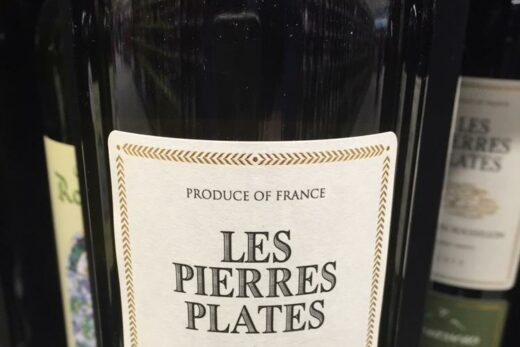 PRODUCE OF FRANCE
LES
PIERRES
PLATES
LES
PIERRES
PLATES